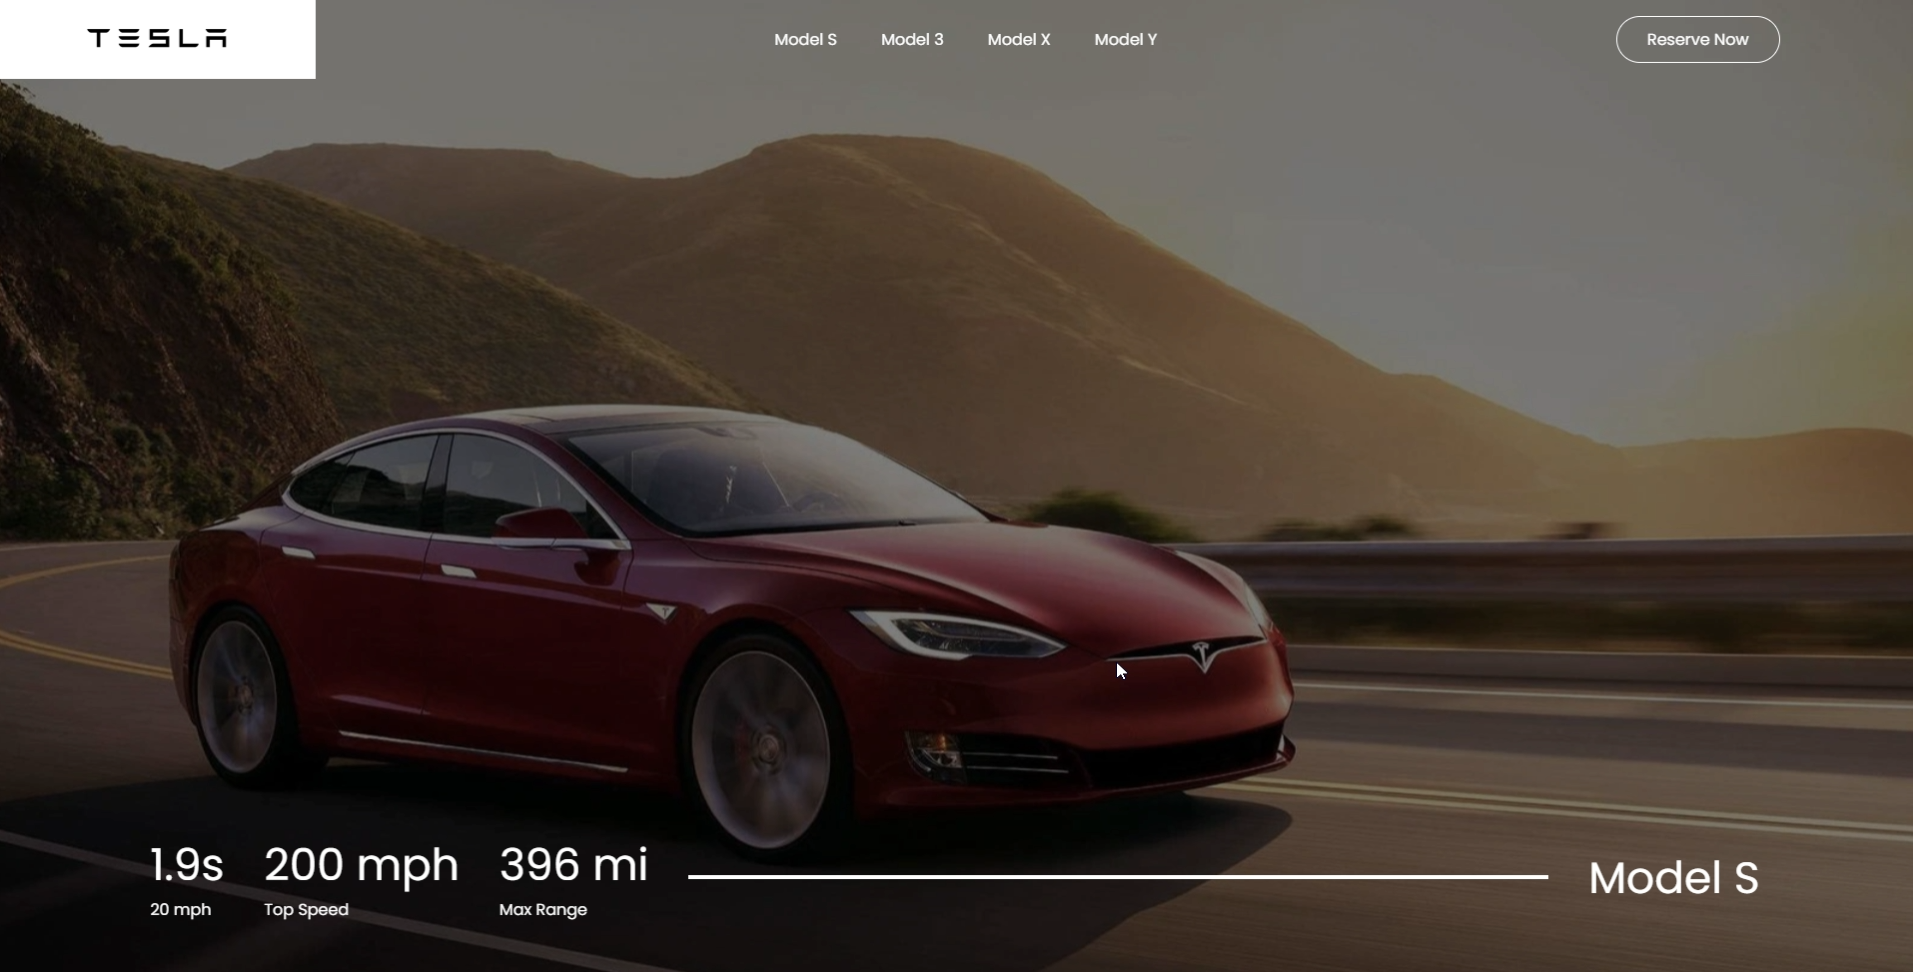 TESLA
Model S Model 3 Model X Model Y
Reserve Now
1.9s 200 mph 396 mi
20 mph Top Speed Max Range
Model S